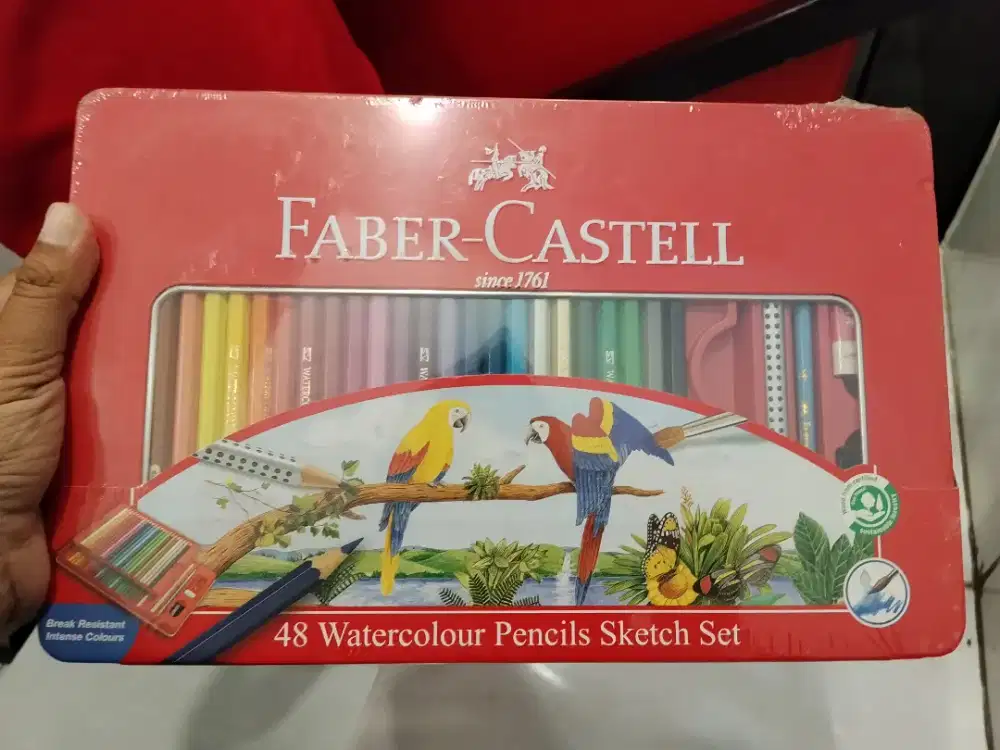 FABER-CASTELL
since 1761
Break Resistant
Intense Colours
48 Watercolour Pencils Sketch Set